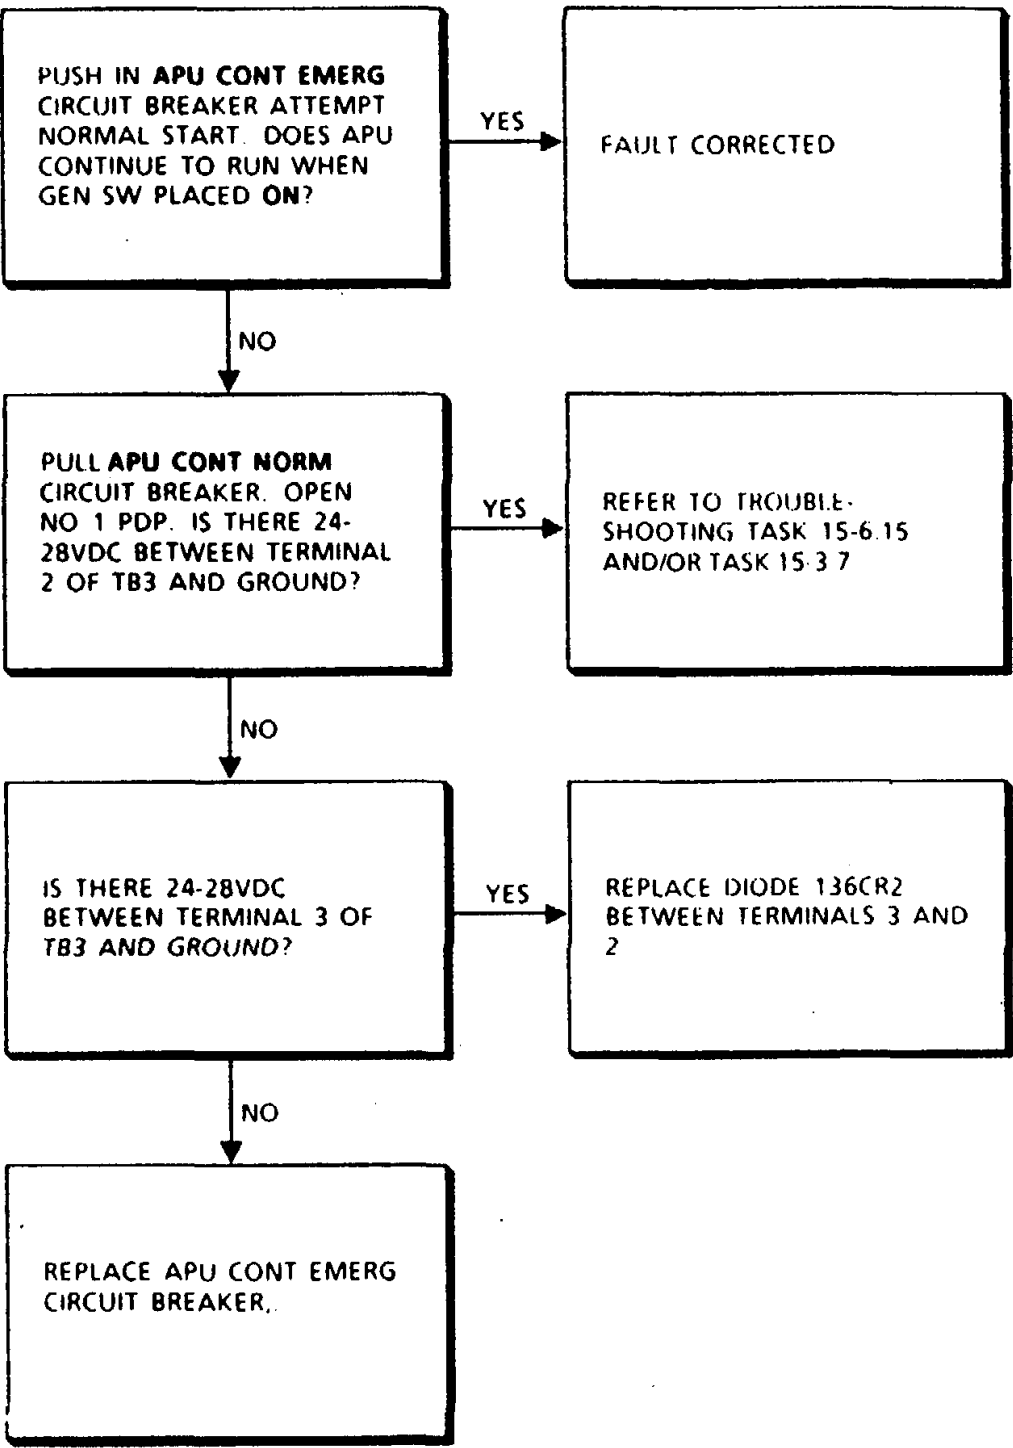 PUSH IN APU CONT EMERG
CIRCUIT BREAKER ATTEMPT
NORMAL START. DOES APU
CONTINUE TO RUN WHEN
GEN SW PLACED ON?
YES
FAULT CORRECTED
NO
PULL APU CONT NORM
CIRCUIT BREAKER. OPEN
NO 1 PDP. IS THERE 24-
28VDC BETWEEN TERMINAL
2 OF TB3 AND GROUND?
YES
REFER TO TROUBLE-
SHOOTING TASK 15-6.15
AND/OR TASK 15-3 7
NO
IS THERE 24-28VDC
BETWEEN TERMINAL 3 OF
TB3 AND GROUND?
YES
REPLACE DIODE 136CR2
BETWEEN TERMINALS 3 AND
2
NO
REPLACE APU CONT EMERG
CIRCUIT BREAKER.